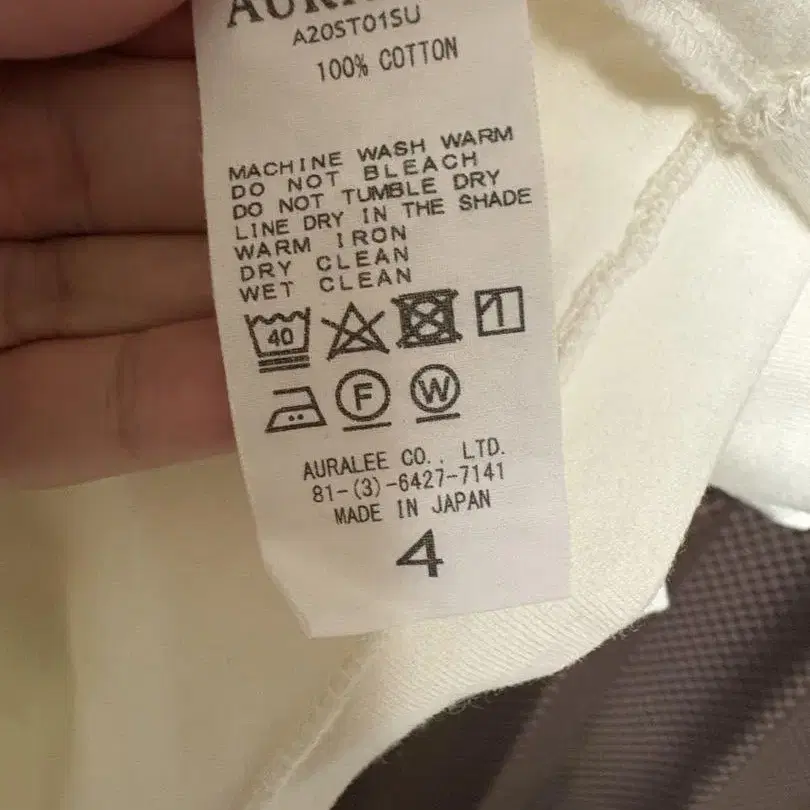 A20ST01SU
100% COTTON
MACHINE WASH WARM
DO NOT BLEACH
DO NOT TUMBLE DRY
LINE DRY IN THE SHADE
WARM IRON
DRY CLEAN
WET CLEAN
40
F W
AURALEE CO., LTD.
81-(3)-6427-7141
MADE IN JAPAN
4